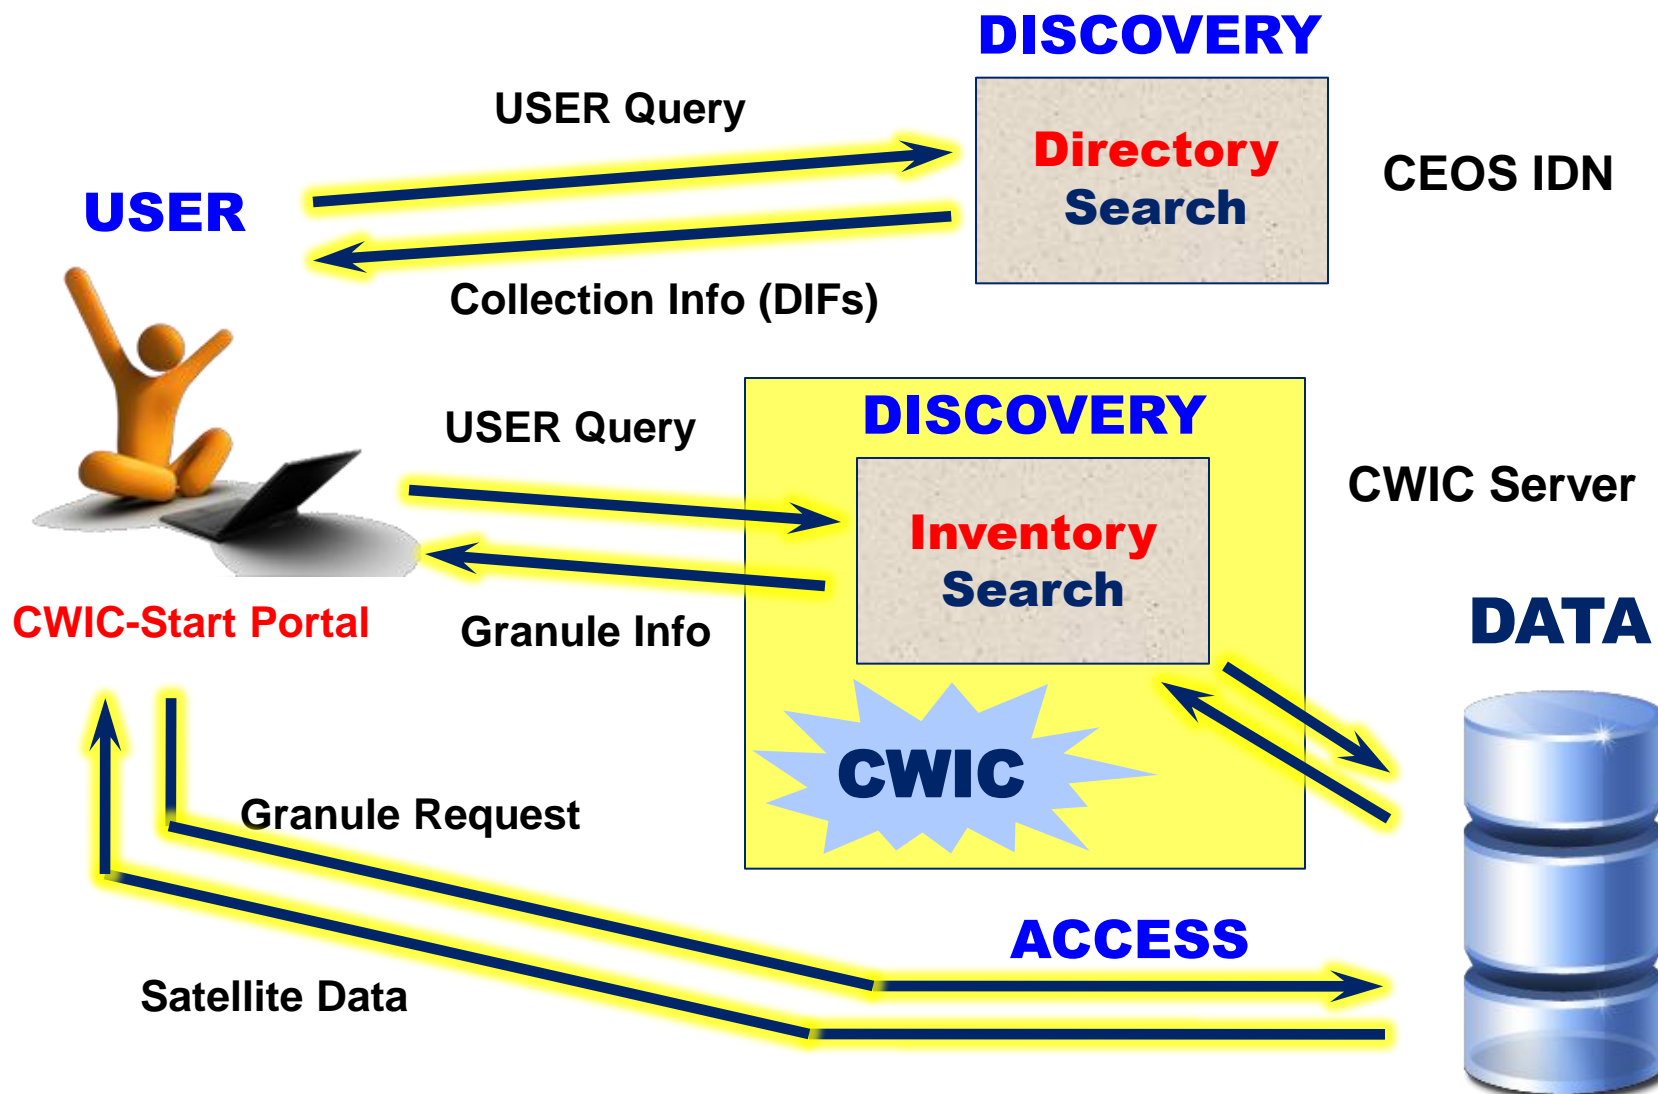 DISCOVERY
USER Query
Directory
Search
CEOS IDN
USER
Collection Info (DIFs)
DISCOVERY
USER Query
CWIC Server
Inventory
Search
CWIC-Start Portal
Granule Info
DATA
CWIC
Granule Request
ACCESS
Satellite Data